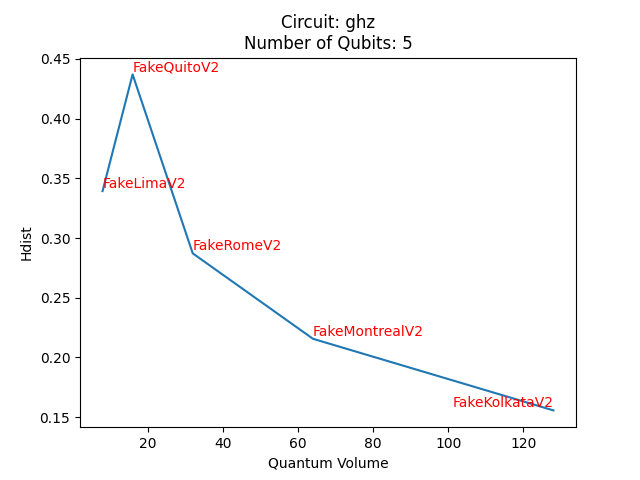 Circuit: ghz
Number of Qubits: 5
0.45
0.40
0.35
0.30
0.25
0.20
0.15
Hdist
FakeQuitoV2
FakeLimaV2
FakeRomeV2
FakeMontrealV2
FakeKolkataV2
20
40
60
80
100
120
Quantum Volume